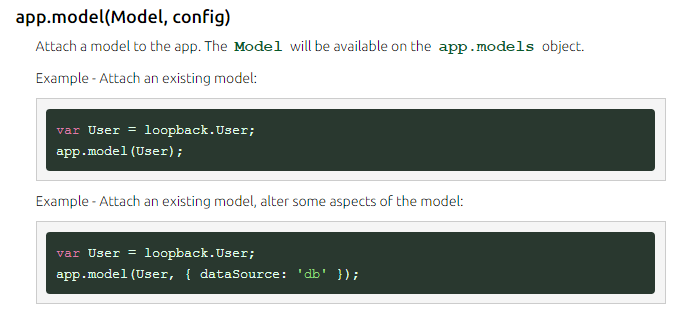 app.model(Model, config)
Attach a model to the app. The Model will be available on the app.models object.
Example - Attach an existing model:
var User = loopback.User;
app.model(User);
Example - Attach an existing model, alter some aspects of the model:
var User = loopback.User;
app.model(User, { dataSource: 'db' });